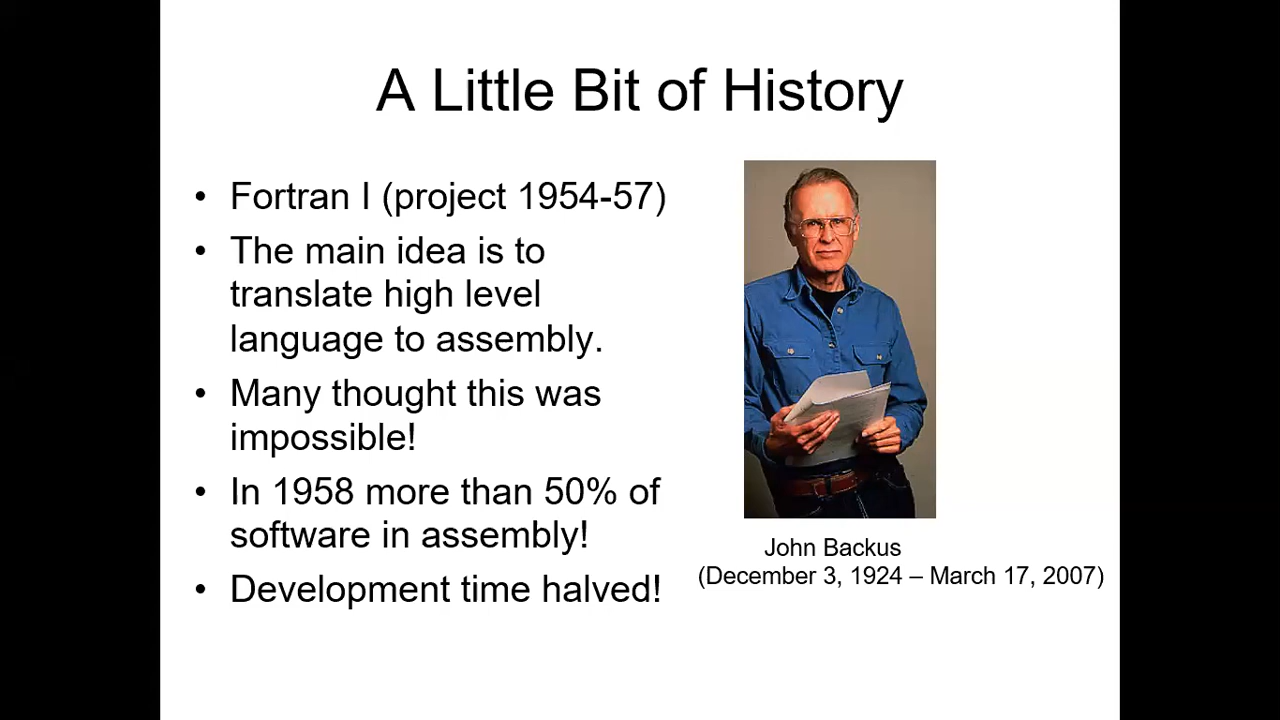 A Little Bit of History
• Fortran I (project 1954-57)
• The main idea is to
translate high level
language to assembly.
• Many thought this was
impossible!
• In 1958 more than 50% of
software in assembly!
• Development time halved!
John Backus
(December 3, 1924 – March 17, 2007)